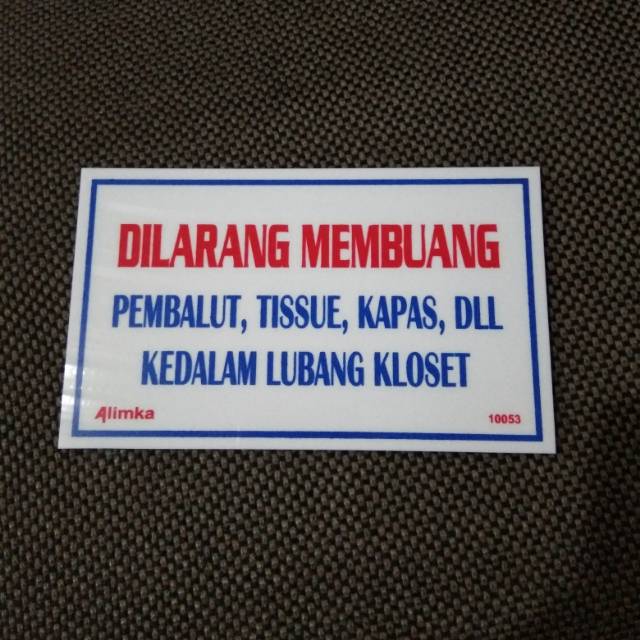 DILARANG MEMBUANG
PEMBALUT, TISSUE, KAPAS, DLL
KEDALAM LUBANG KLOSET
Alimka
10053